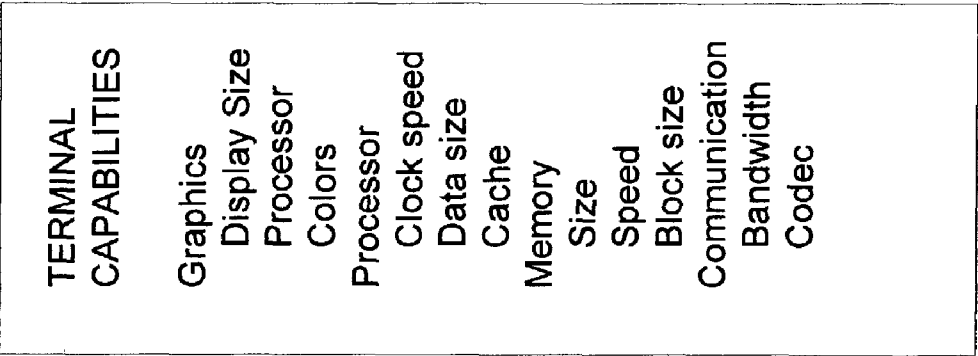 TERMINAL
CAPABILITIES
Graphics
Display Size
Processor
Colors
Processor
Clock speed
Data size
Cache
Memory
Size
Speed
Block size
Communication
Bandwidth
Codec